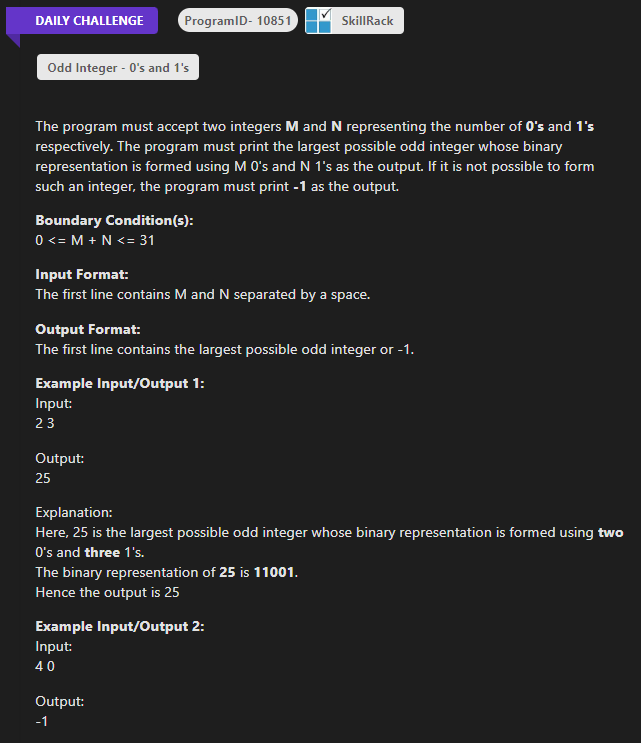 DAILY CHALLENGE ProgramID- 10851 SkillRack
Odd Integer - 0's and 1's
The program must accept two integers M and N representing the number of 0's and 1's
respectively. The program must print the largest possible odd integer whose binary
representation is formed using M 0's and N 1's as the output. If it is not possible to form
such an integer, the program must print -1 as the output.
Boundary Condition(s):
0 <= M + N <= 31
Input Format:
The first line contains M and N separated by a space.
Output Format:
The first line contains the largest possible odd integer or -1.
Example Input/Output 1:
Input:
2 3
Output:
25
Explanation:
Here, 25 is the largest possible odd integer whose binary representation is formed using two
0's and three 1's.
The binary representation of 25 is 11001.
Hence the output is 25
Example Input/Output 2:
Input:
4 0
Output:
-1